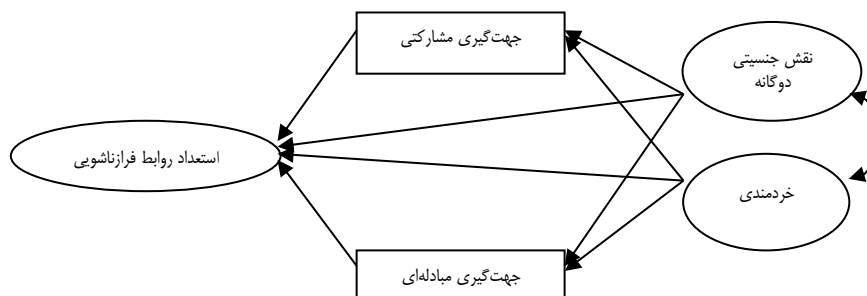 جهت‌گیری مشارکتی
نقش جنسیتی
دوگانه
استعداد روابط فرازناشویی
خردمندی
جهت‌گیری مبادله‌ای